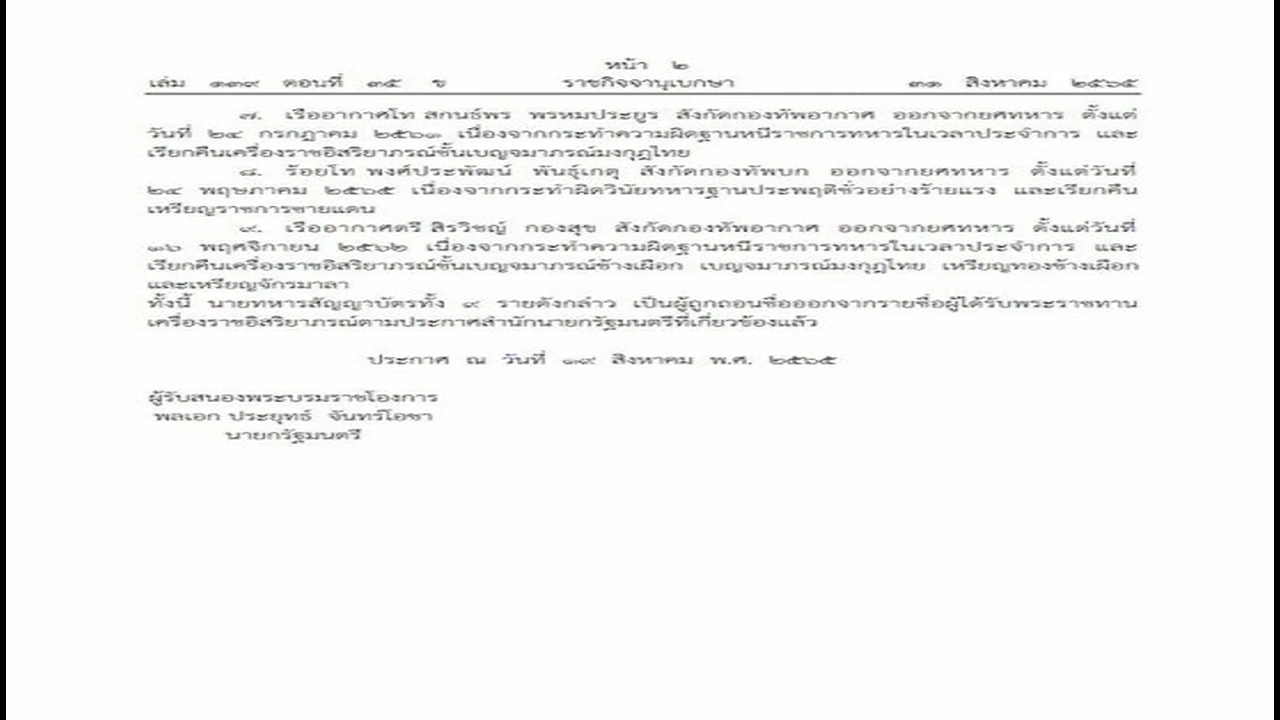 หน้า ๒
เล่ม ๑๓๙ ตอนที่ ๓๕ ข ราชกิจจานุเบกษา ๓๑ สิงหาคม ๒๕๖๕
๗. เรืออากาศโท สกนธ์พร พรหมประยูร สังกัดกองทัพอากาศ ออกจากยศทหาร ตั้งแต่
วันที่ ๒๔ กรกฎาคม ๒๕๖๑ เนื่องจากกระทำความผิดฐานหนีราชการทหารในเวลาประจำการ และ
เรียกคืนเครื่องราชอิสริยาภรณ์ชั้นเบญจมาภรณ์มงกุฎไทย
๘. ร้อยโท พงศ์ประพัฒน์ พันธุ์เกตุ สังกัดกองทัพบก ออกจากยศทหาร ตั้งแต่วันที่
๒๔ พฤษภาคม ๒๕๖๕ เนื่องจากกระทำผิดวินัยทหารฐานประพฤติชั่วอย่างร้ายแรง และเรียกคืน
เหรียญราชการชายแดน
๙. เรืออากาศตรี สิรวิชญ์ กองสุข สังกัดกองทัพอากาศ ออกจากยศทหาร ตั้งแต่วันที่
๑๖ พฤศจิกายน ๒๕๖๒ เนื่องจากกระทำความผิดฐานหนีราชการทหารในเวลาประจำการ และ
เรียกคืนเครื่องราชอิสริยาภรณ์ชั้นเบญจมาภรณ์ช้างเผือก เบญจมาภรณ์มงกุฎไทย เหรียญทองช้างเผือก
และเหรียญจักรมาลา
ทั้งนี้ นายทหารสัญญาบัตรทั้ง ๙ รายดังกล่าว เป็นผู้ถูกถอนชื่อออกจากรายชื่อผู้ได้รับพระราชทาน
เครื่องราชอิสริยาภรณ์ตามประกาศสำนักนายกรัฐมนตรีที่เกี่ยวข้องแล้ว
ประกาศ ณ วันที่ ๑๙ สิงหาคม พ.ศ. ๒๕๖๕
ผู้รับสนองพระบรมราชโองการ
พลเอก ประยุทธ์ จันทร์โอชา
นายกรัฐมนตรี